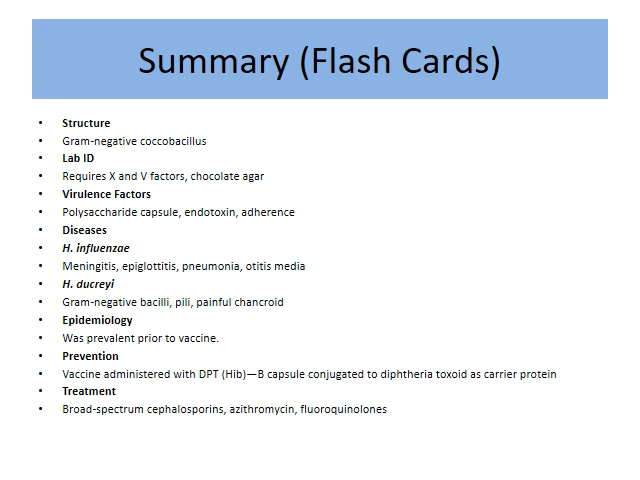 Summary (Flash Cards)
• Structure
• Gram-negative coccobacillus
• Lab ID
• Requires X and V factors, chocolate agar
• Virulence Factors
• Polysaccharide capsule, endotoxin, adherence
• Diseases
• H. influenzae
• Meningitis, epiglottitis, pneumonia, otitis media
• H. ducreyi
• Gram-negative bacilli, pili, painful chancroid
• Epidemiology
• Was prevalent prior to vaccine.
• Prevention
• Vaccine administered with DPT (Hib)—B capsule conjugated to diphtheria toxoid as carrier protein
• Treatment
• Broad-spectrum cephalosporins, azithromycin, fluoroquinolones